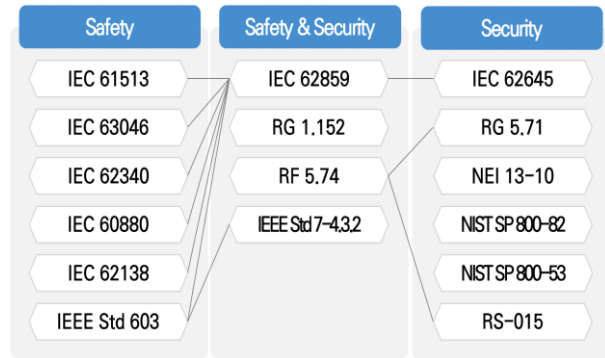 Safety
IEC 61513
IEC 63046
IEC 62340
IEC 60880
IEC 62138
IEEE Std 603
Safety & Security
IEC 62859
RG 1.152
RF 5.74
IEEE Std 7-4.3.2
Security
IEC 62645
RG 5.71
NEI 13-10
NIST SP 800-82
NIST SP 800-53
RS-015